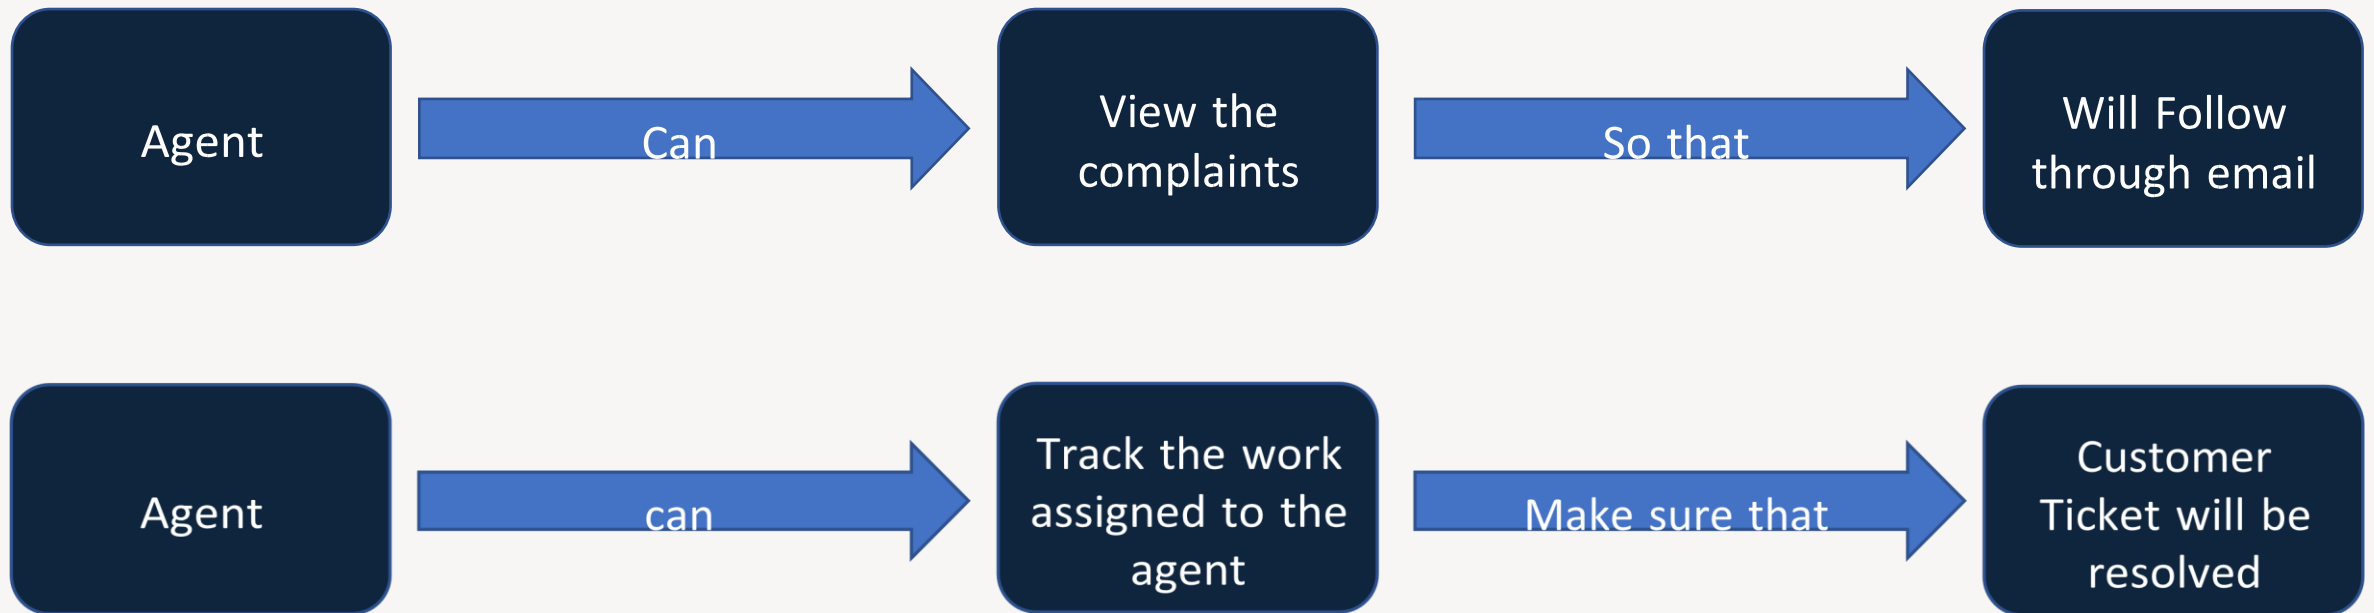 Agent
Can
View the
complaints
So that
Will Follow
through email
Agent
can
Track the work
assigned to the
agent
Make sure that
Customer
Ticket will be
resolved